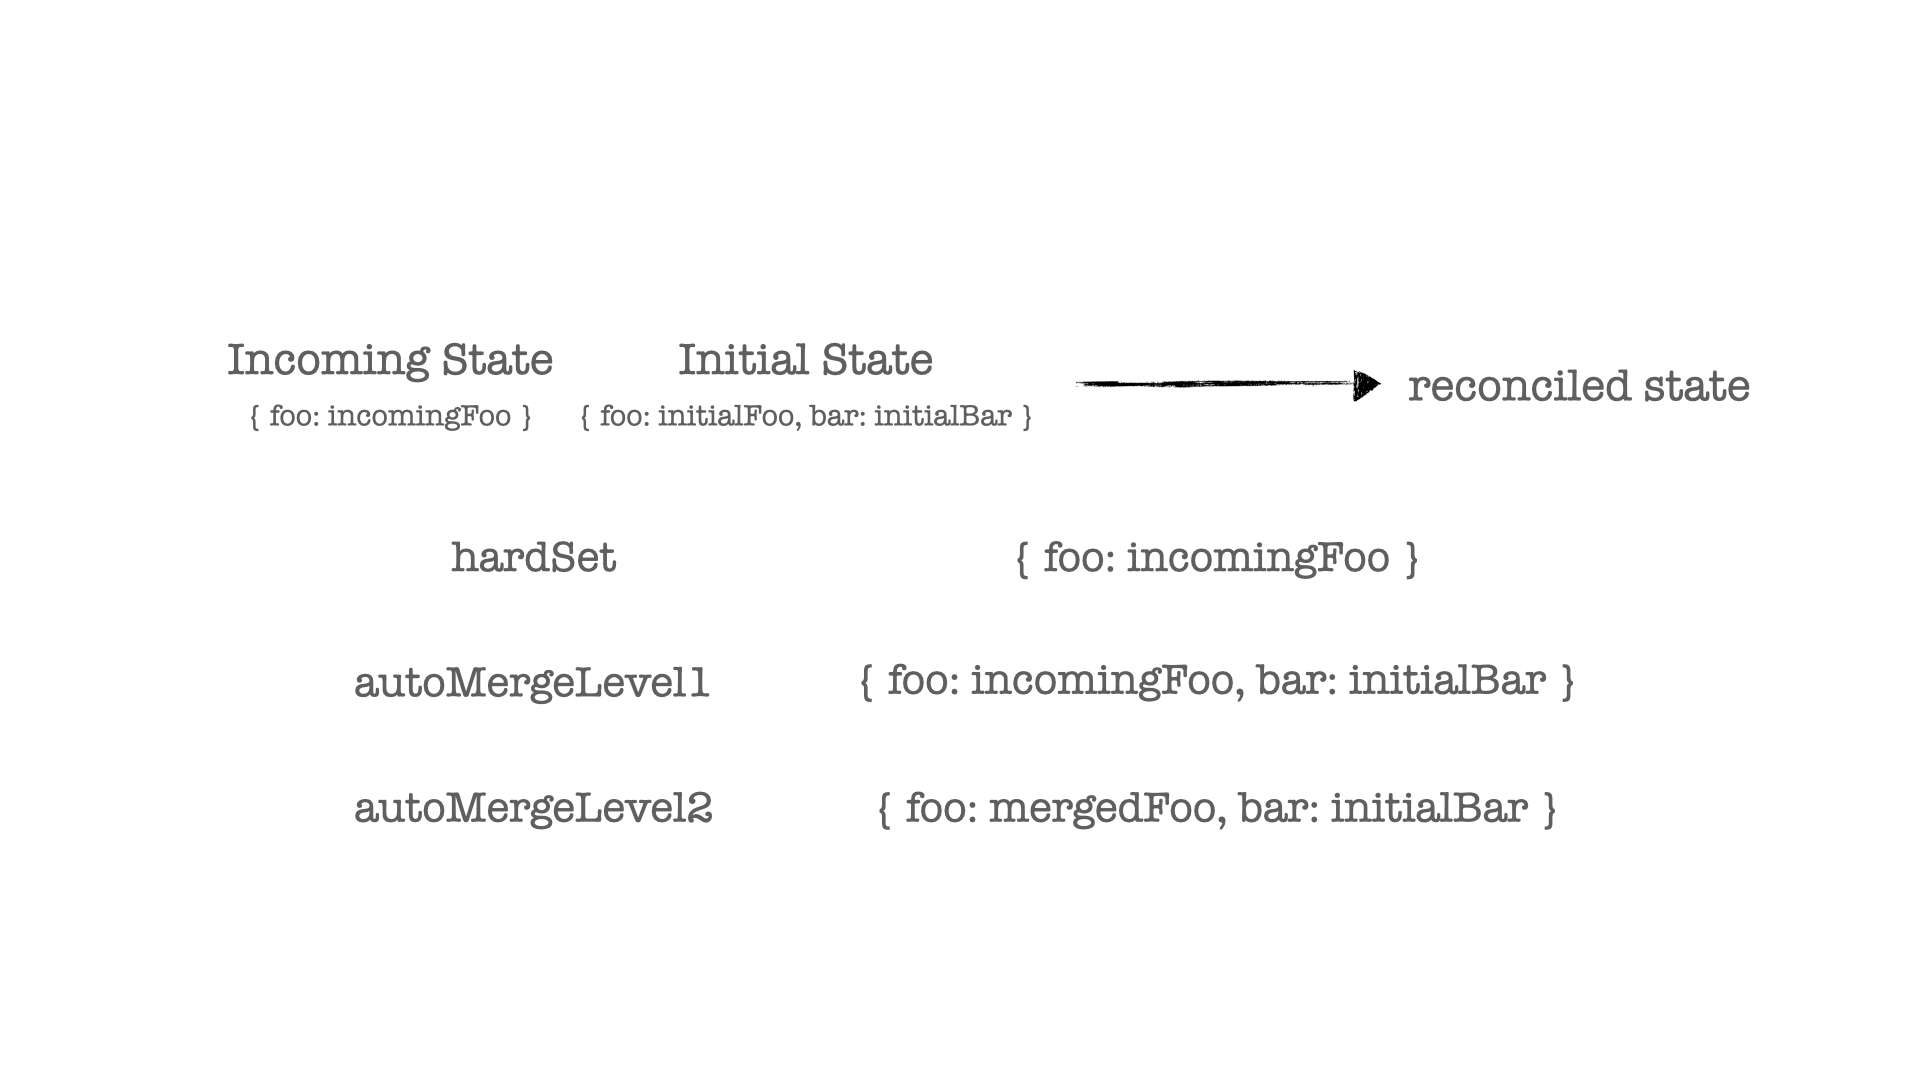 Incoming State
Initial State
{ foo: incomingFoo }
{ foo: initialFoo, bar: initialBar }
reconciled state
hardSet
{ foo: incomingFoo }
autoMergeLevel1
{ foo: incomingFoo, bar: initialBar }
autoMergeLevel2
{ foo: mergedFoo, bar: initialBar }